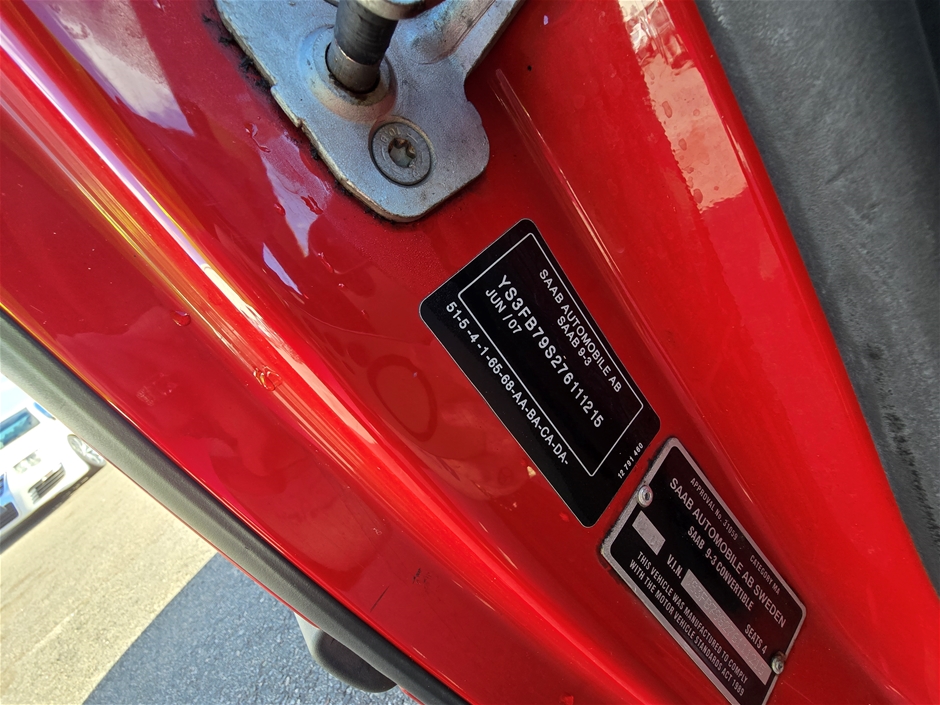 SAAB AUTOMOBILE AB
SAAB 9-3
YS3FB79S276111215
JUN /07
51-5-4-1-65-68-AA-BA-CA-DA-
12 791 460
APPROVAL No. 31059 CATEGORY MA
SAAB AUTOMOBILE AB SWEDEN
SAAB 9-3 CONVERTIBLE
SEATS 4
V.I.N.
THIS VEHICLE WAS MANUFACTURED TO COMPLY
WITH THE MOTOR VEHICLE STANDARDS ACT 1989